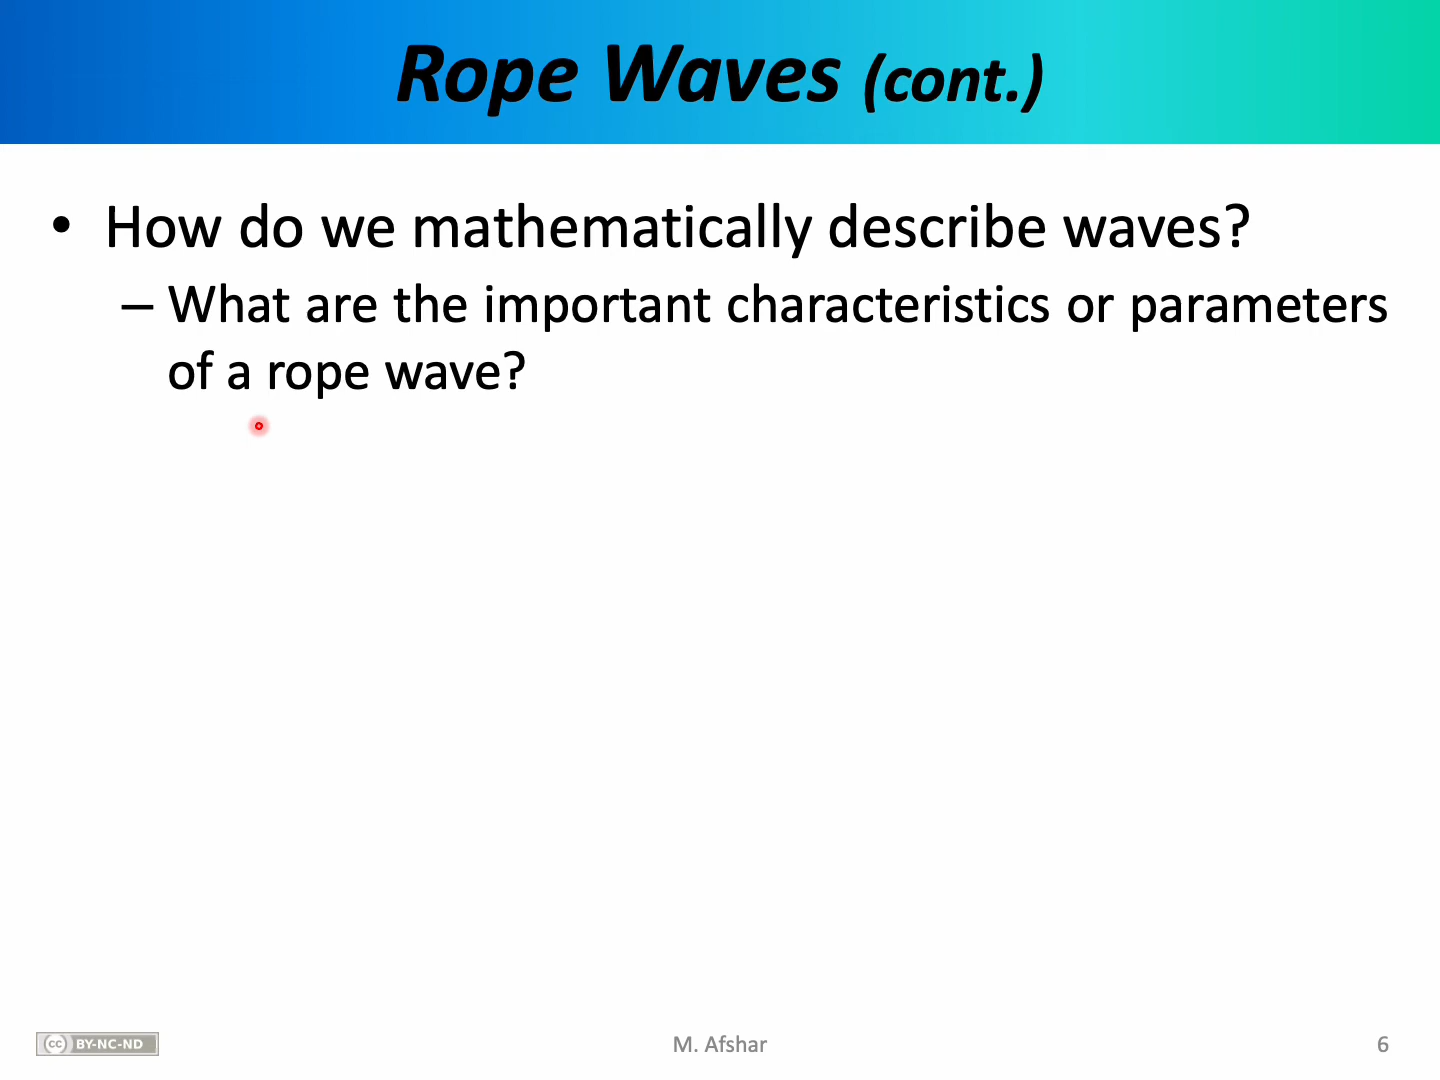 Rope Waves (cont.)
• How do we mathematically describe waves?
– What are the important characteristics or parameters
of a rope wave?
cc BY-NC-ND
M. Afshar
6